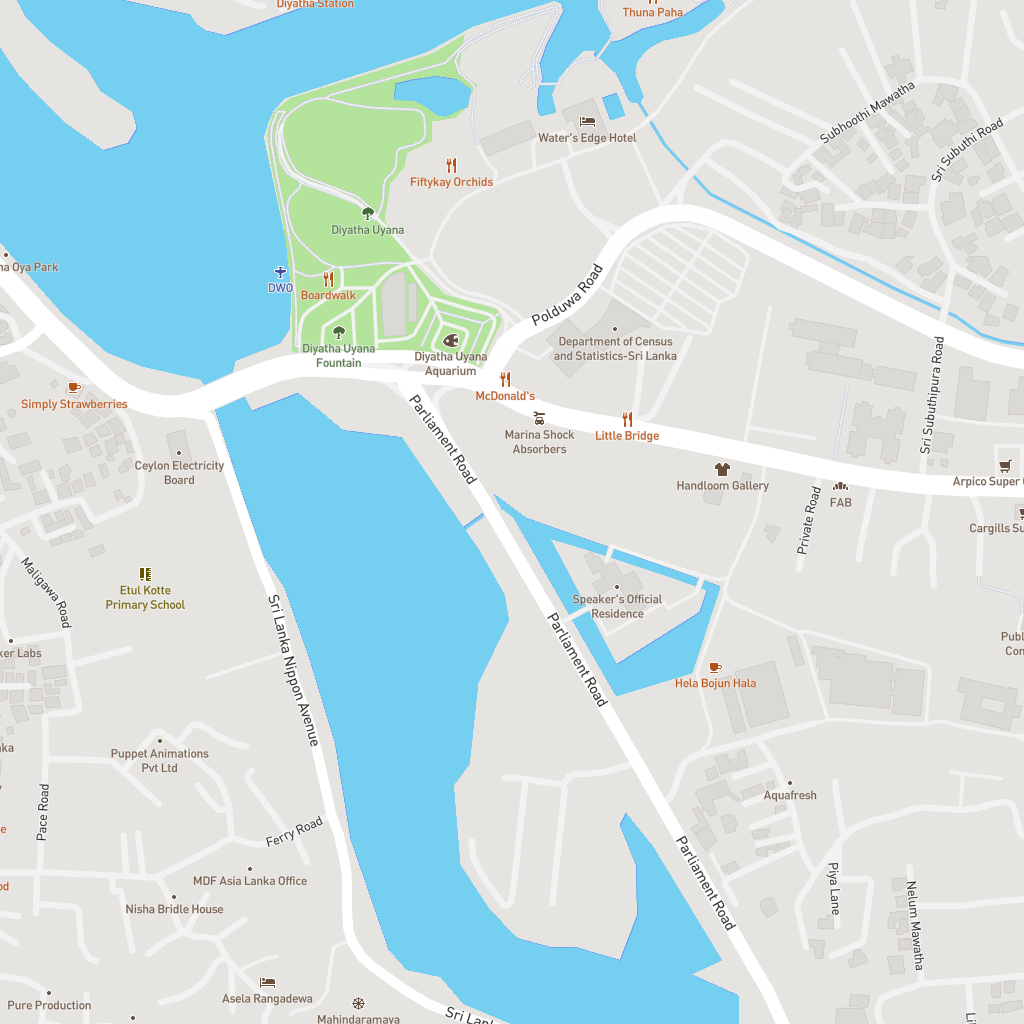 Diyatha Station
Thuna Paha
Subhoothi Mawatha
Water's Edge Hotel
Sri Subuthi Road
Fiftykay Orchids
Diyatha Uyana
na Oya Park
DWO
Boardwalk
Polduwa Road
Diyatha Uyana
Fountain
Diyatha Uyana
Aquarium
Department of Census
and Statistics-Sri Lanka
Sri Subuthipura Road
McDonald's
Simply Strawberries
Parliament Road
Marina Shock
Absorbers
Little Bridge
Ceylon Electricity
Board
Handloom Gallery
Arpico Super
FAB
Private Road
Cargills Su
Maligawa Road
Etul Kotte
Primary School
Speaker's Official
Residence
Sri Lanka Nippon Avenue
Parliament Road
ker Labs
Publ
Con
Hela Bojun Hala
Puppet Animations
Pvt Ltd
Aquafresh
Pace Road
Ferry Road
Parliament Road
MDF Asia Lanka Office
Piya Lane
Nelum Mawatha
Nisha Bridle House
Asela Rangadewa
Pure Production
Mahindaramaya
Sri Lank